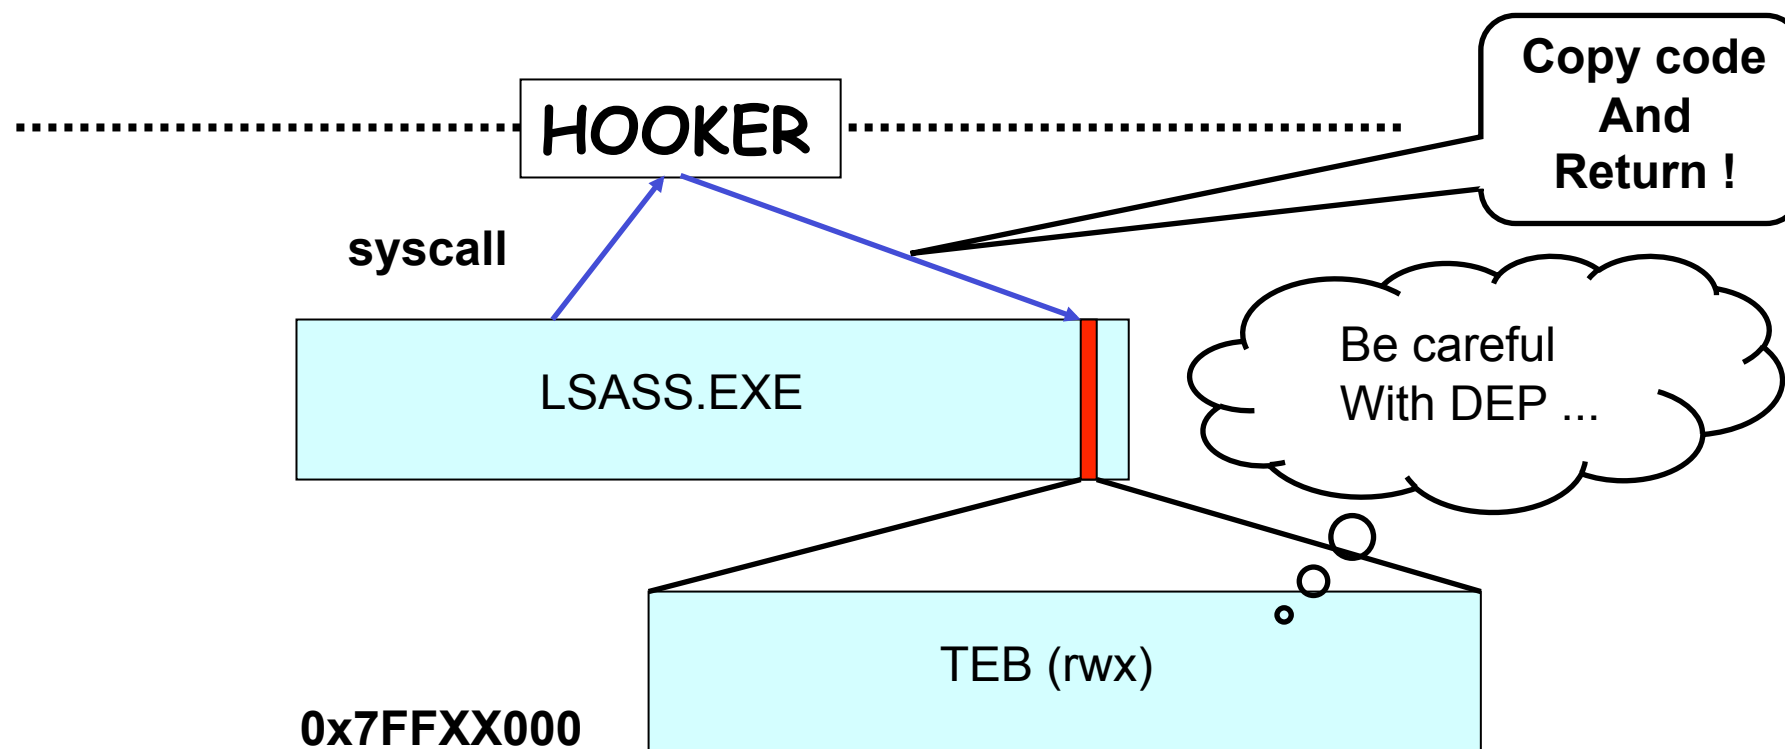 Copy code
And
Return !
HOOKER
syscall
Be careful
With DEP ...
LSASS.EXE
TEB (rwx)
0x7FFXX000